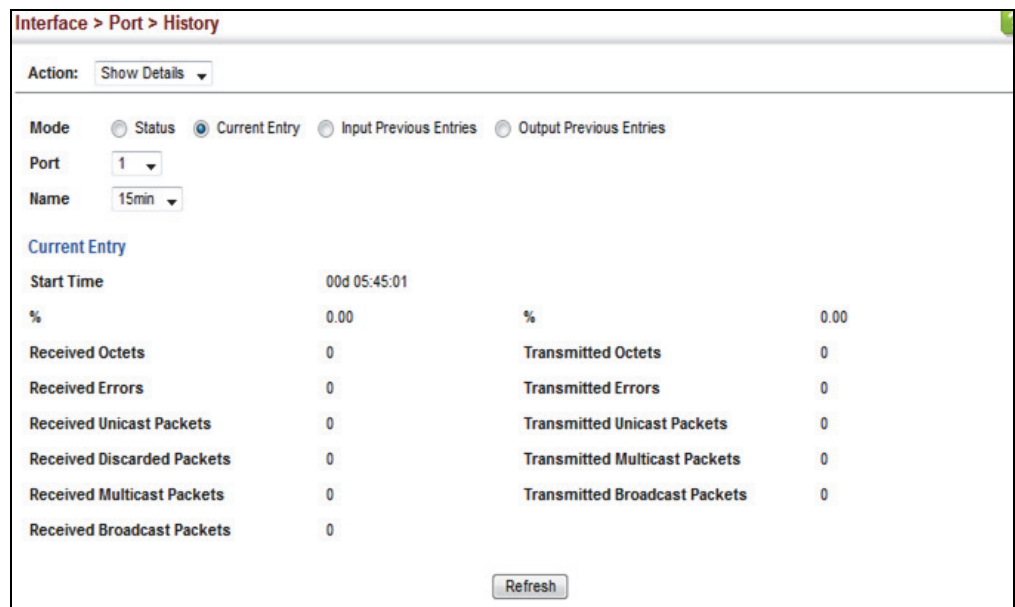 Interface > Port > History
Action: Show Details
Mode Status Current Entry Input Previous Entries Output Previous Entries
Port 1
Name 15min
Current Entry
Start Time 00d 05:45:01
% 0.00 % 0.00
Received Octets 0 Transmitted Octets 0
Received Errors 0 Transmitted Errors 0
Received Unicast Packets 0 Transmitted Unicast Packets 0
Received Discarded Packets 0 Transmitted Multicast Packets 0
Received Multicast Packets 0 Transmitted Broadcast Packets 0
Received Broadcast Packets 0
Refresh